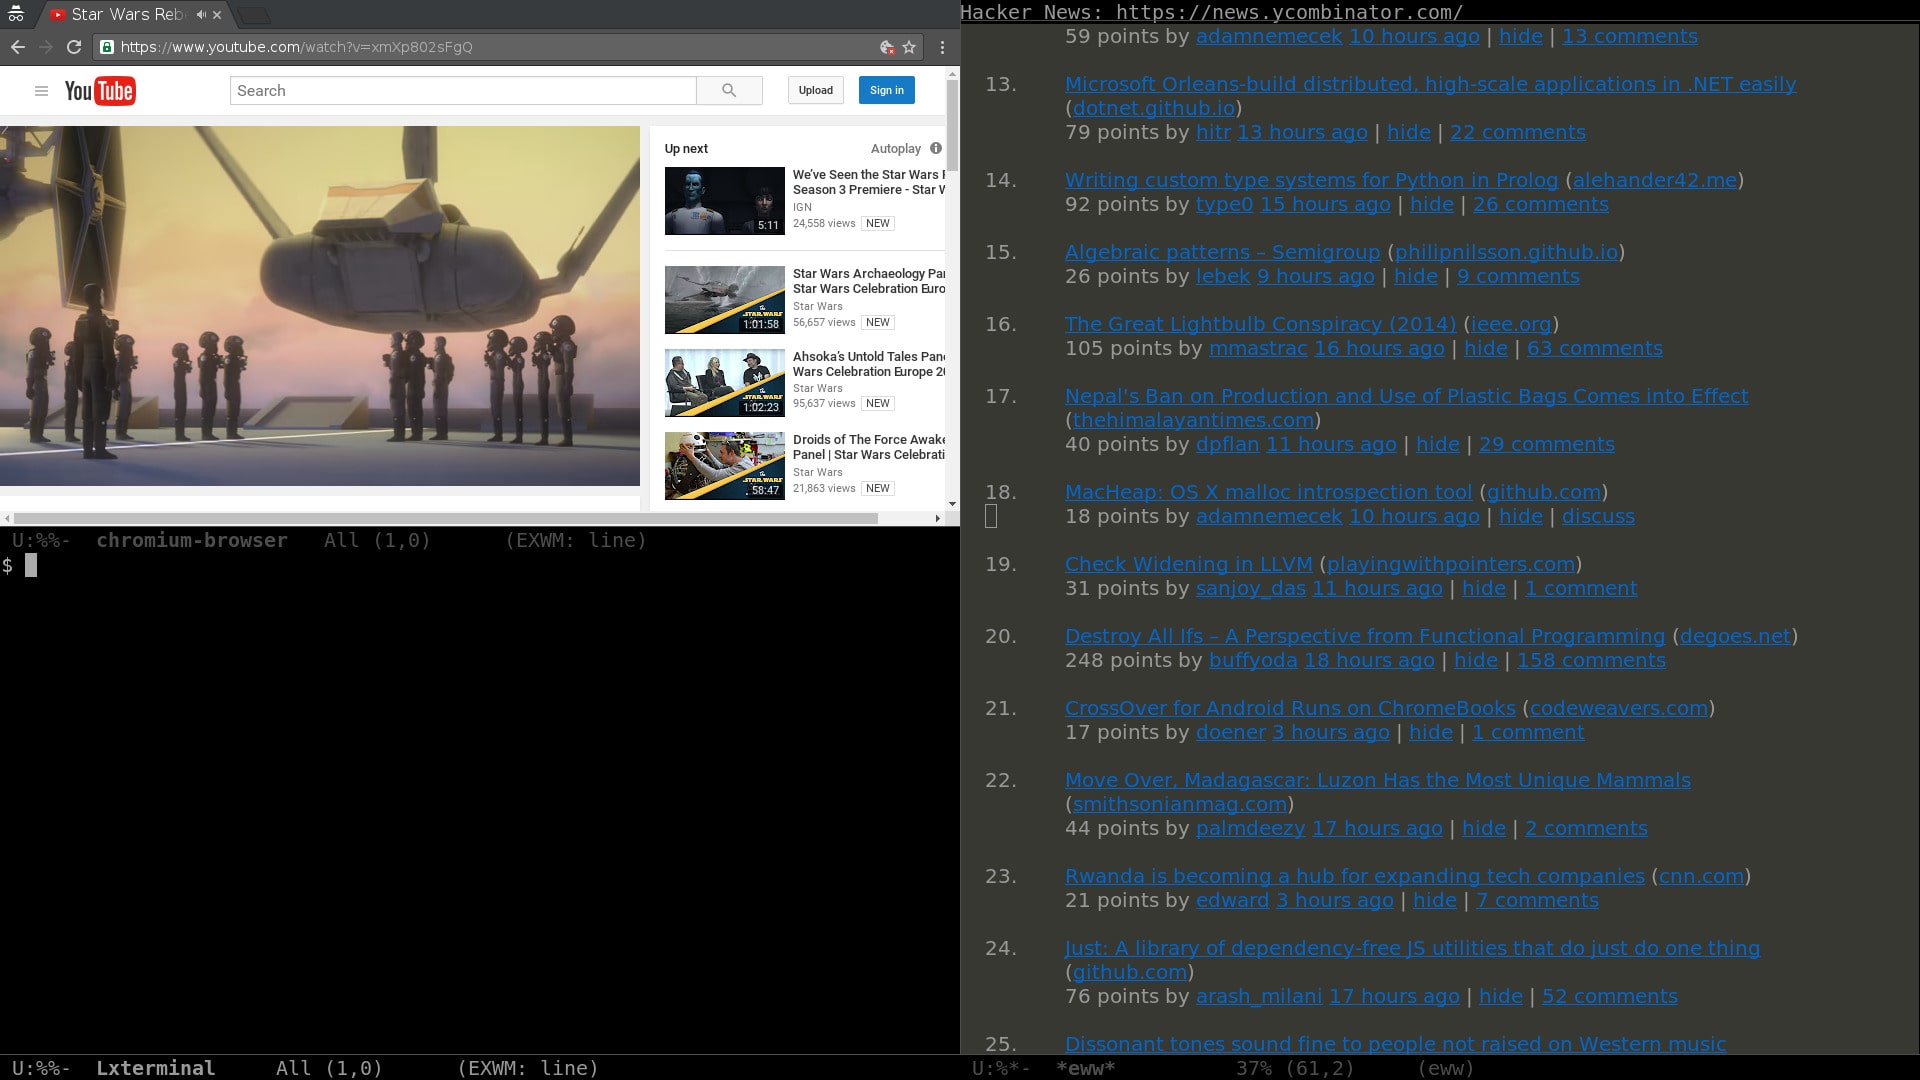 Star Wars Reb
https://www.youtube.com/watch?v=xmXp802sFgQ
YouTube
Search
Upload
Sign in
Up next
Autoplay
We've Seen the Star Wars
Season 3 Premiere - Star
IGN
24,558 views NEW
5:11
Star Wars Archaeology
Star Wars Celebration
Star Wars
56,657 views NEW
1:01:58
Ahsoka's Untold Tales
Wars Celebration Europe
Star Wars
95,637 views NEW
1:02:23
Droids of The Force
Panel | Star Wars
Star Wars
21,863 views NEW
58:47
U:%%- chromium-browser All (1,0) (EXWM: line)
$
U:%%- Lxterminal All (1,0) (EXWM: line)
Hacker News: https://news.ycombinator.com/
59 points by adamnemecek 10 hours ago | hide | 13 comments
13. Microsoft Orleans-build distributed, high-scale applications in .NET easily
(dotnet.github.io)
79 points by hitr 13 hours ago | hide | 22 comments
14. Writing custom type systems for Python in Prolog (alehander42.me)
92 points by type0 15 hours ago | hide | 26 comments
15. Algebraic patterns – Semigroup (philipnilsson.github.io)
26 points by lebek 9 hours ago | hide | 9 comments
16. The Great Lightbulb Conspiracy (2014) (ieee.org)
105 points by mmastrac 16 hours ago | hide | 63 comments
17. Nepal's Ban on Production and Use of Plastic Bags Comes into Effect
(thehimalayantimes.com)
40 points by dpflan 11 hours ago | hide | 29 comments
18. MacHeap: OS X malloc introspection tool (github.com)
18 points by adamnemecek 10 hours ago | hide | discuss
19. Check Widening in LLVM (playingwithpointers.com)
31 points by sanjoy_das 11 hours ago | hide | 1 comment
20. Destroy All Ifs – A Perspective from Functional Programming (degoes.net)
248 points by buffyoda 18 hours ago | hide | 158 comments
21. CrossOver for Android Runs on ChromeBooks (codeweavers.com)
17 points by doener 3 hours ago | hide | 1 comment
22. Move Over, Madagascar: Luzon Has the Most Unique Mammals
(smithsonianmag.com)
44 points by palmdeezy 17 hours ago | hide | 2 comments
23. Rwanda is becoming a hub for expanding tech companies (cnn.com)
21 points by edward 3 hours ago | hide | 7 comments
24. Just: A library of dependency-free JS utilities that do just do one thing
(github.com)
76 points by arash_milani 17 hours ago | hide | 52 comments
25. Dissonant tones sound fine to people not raised on Western music
U:%*- *eww* 37% (61,2) (eww)